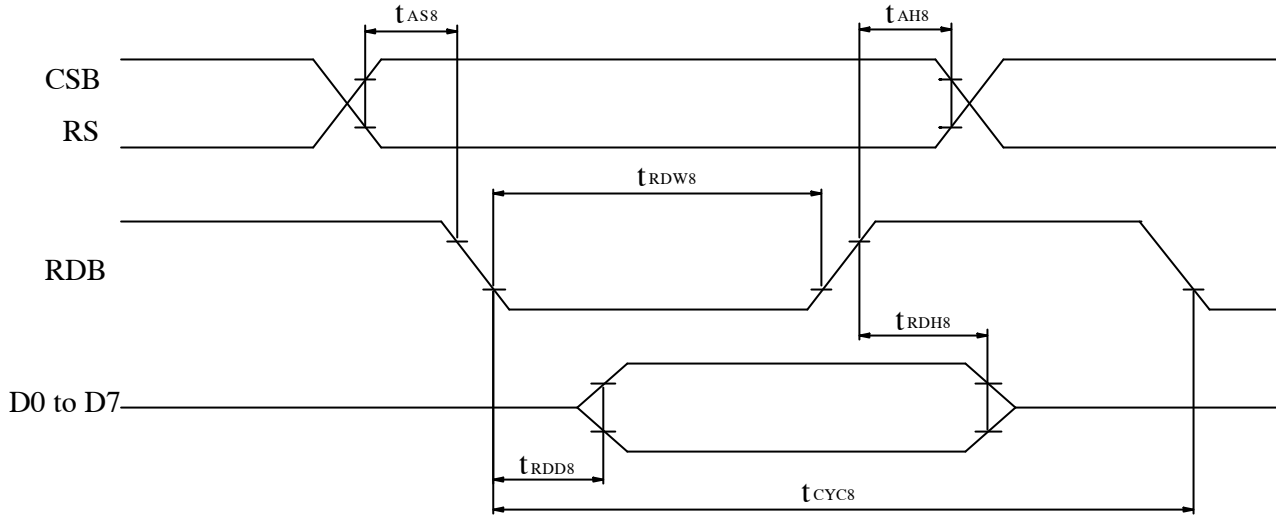 tAS8
tAH8
CSB
RS
tRDW8
RDB
tRDH8
D0 to D7
tRDD8
tCYC8